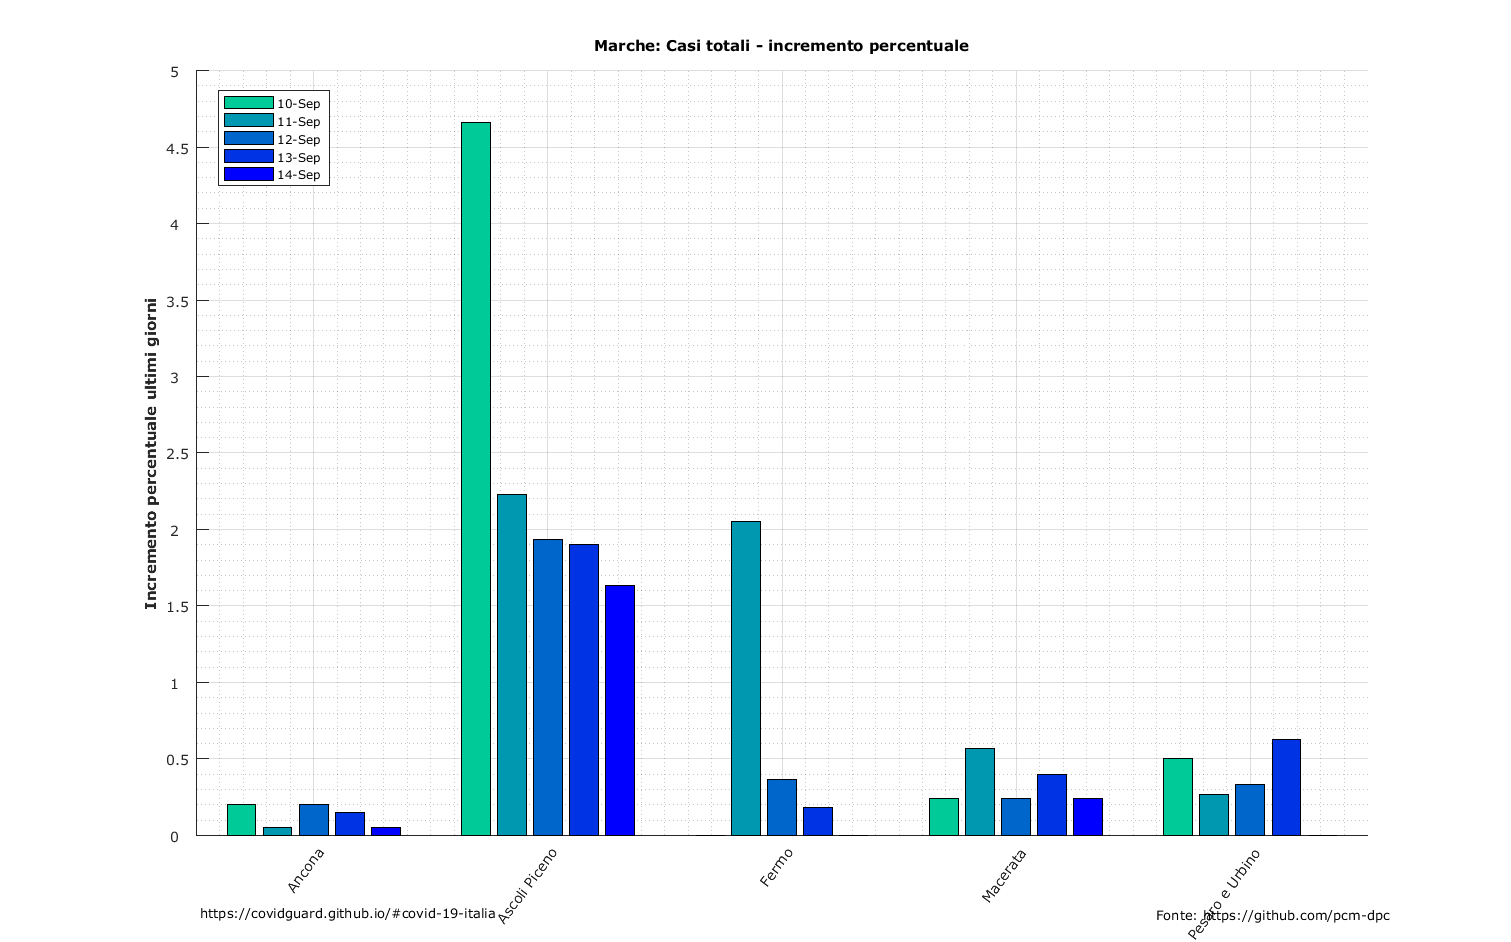 Marche: Casi totali - incremento percentuale
Incremento percentuale ultimi giorni
5
4.5
4
3.5
3
2.5
2
1.5
1
0.5
0
10-Sep
11-Sep
12-Sep
13-Sep
14-Sep
Ancona
Ascoli Piceno
Fermo
Macerata
Pesaro e Urbino
https://covidguard.github.io/#covid-19-italia
Fonte: https://github.com/pcm-dpc